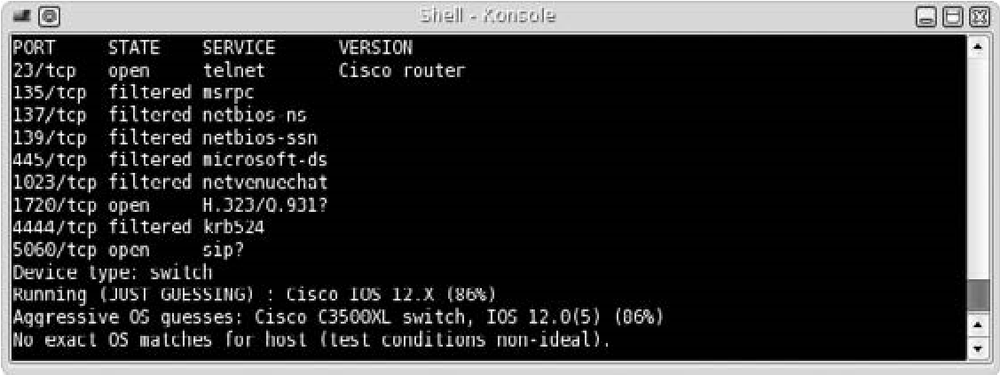 Shell - Konsole
PORT STATE SERVICE VERSION
23/tcp open telnet Cisco router
135/tcp filtered msrpc
137/tcp filtered netbios-ns
139/tcp filtered netbios-ssn
445/tcp filtered microsoft-ds
1023/tcp filtered netvenuechat
1720/tcp open H.323/Q.931?
4444/tcp filtered krb524
5060/tcp open sip?
Device type: switch
Running (JUST GUESSING) : Cisco IOS 12.X (86%)
Aggressive OS guesses: Cisco C3500XL switch, IOS 12.0(5) (86%)
No exact OS matches for host (test conditions non-ideal).